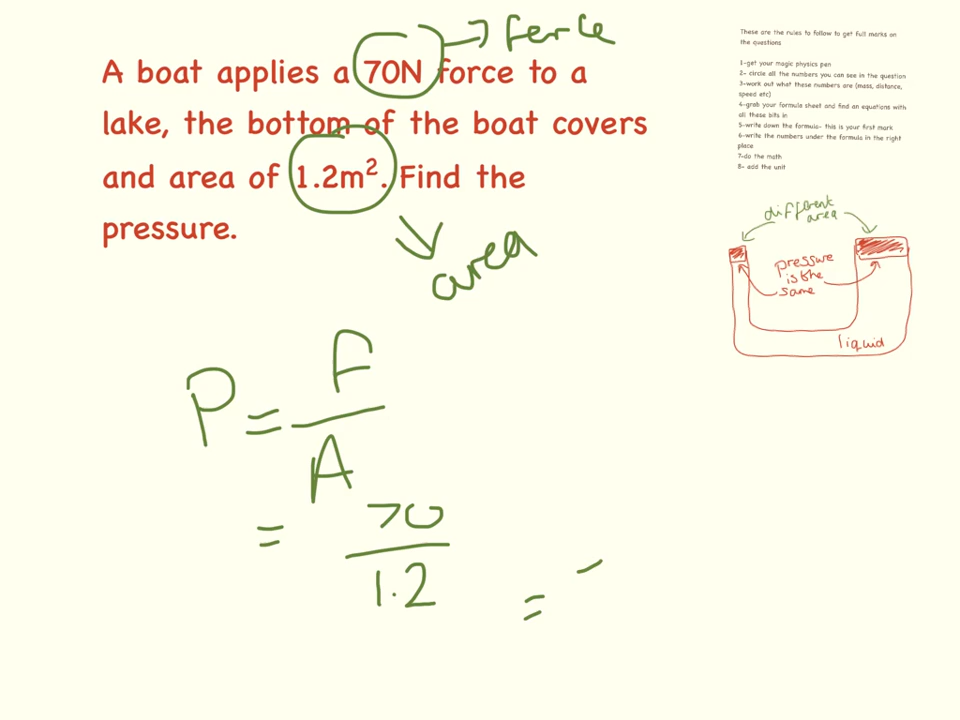 force
A boat applies a 70N force to a
lake, the bottom of the boat covers
and area of 1.2m². Find the
pressure.
area
P = F
A
= 70
1.2
=
These are the rules to follow to get full marks on
the questions
1-get your magic physics pen
2- circle all the numbers you can see in the question
3-work out what these numbers are (mass, distance,
speed etc)
4-grab your formula sheet and find an equations with
all these bits in
5-write down the formula- this is your first mark
6-write the numbers under the formula in the right
place
7-do the math
8- add the unit
different
area
pressure
is the
same
liquid